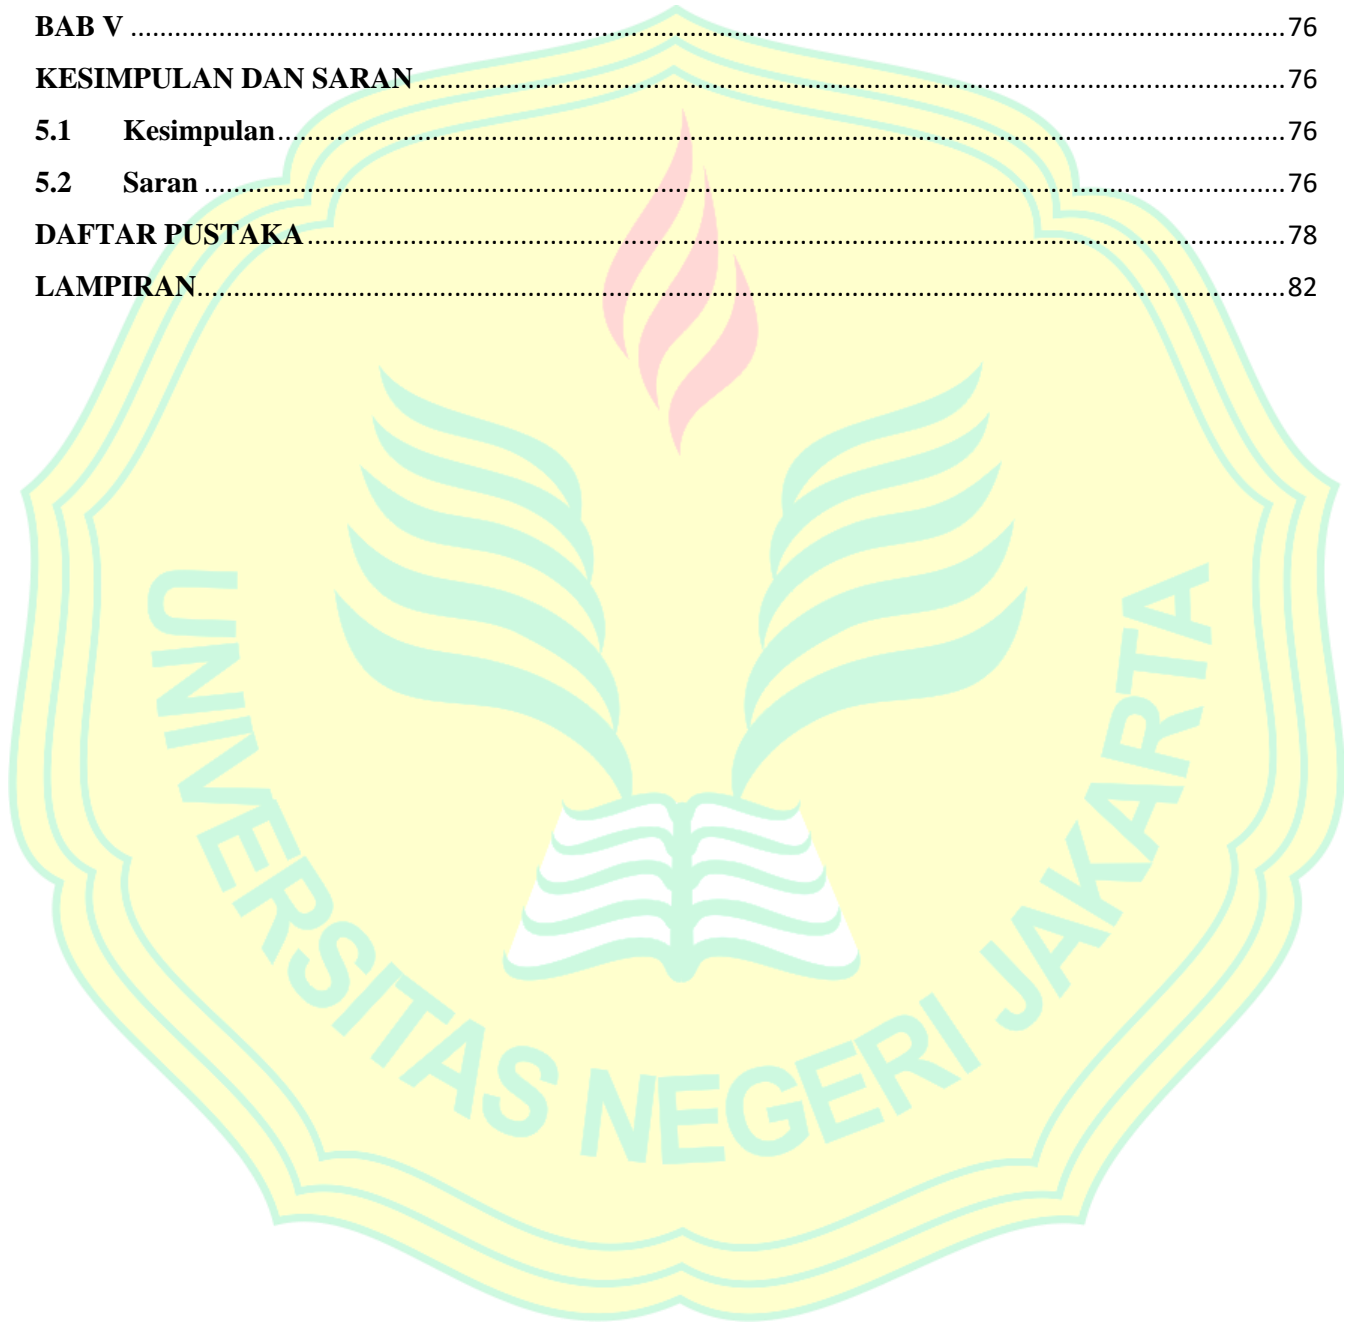 BAB V ........................................................................ 76
KESIMPULAN DAN SARAN ........................................................................ 76
5.1 Kesimpulan ........................................................................ 76
5.2 Saran ........................................................................ 76
DAFTAR PUSTAKA ........................................................................ 78
LAMPIRAN ........................................................................ 82
UNIVERSITAS NEGERI JAKARTA